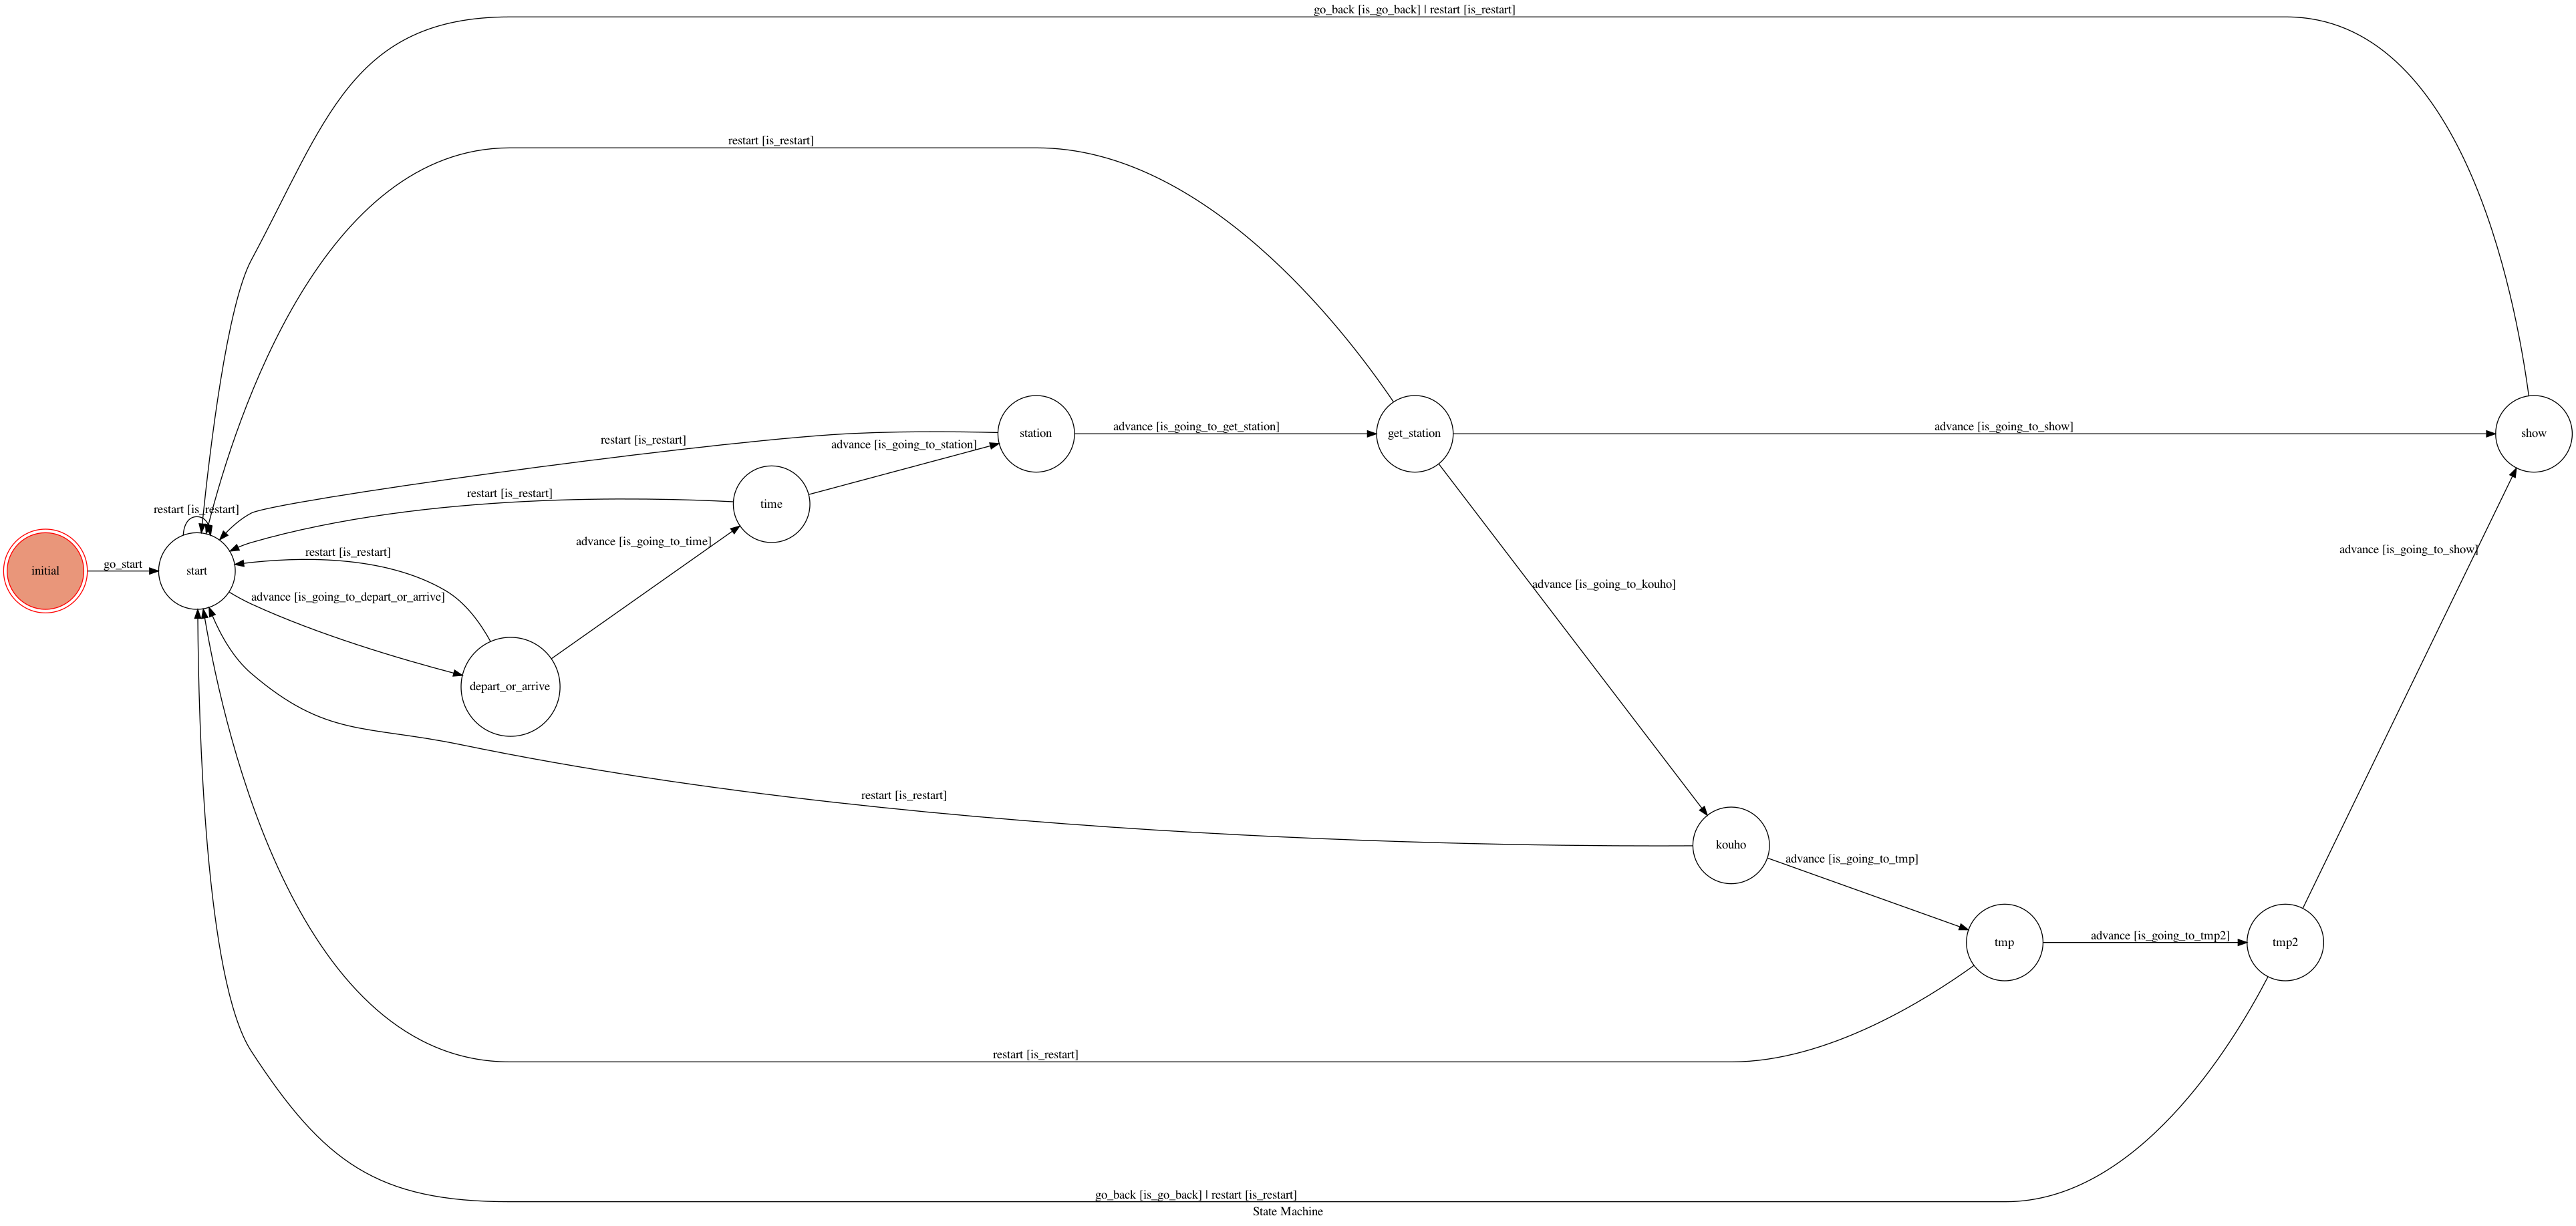 go_back [is_go_back] | restart [is_restart]
restart [is_restart]
restart [is_restart]
advance [is_going_to_station]
station
advance [is_going_to_get_station]
get_station
advance [is_going_to_show]
show
restart [is_restart]
time
restart [is_restart]
advance [is_going_to_time]
restart [is_restart]
initial
go_start
start
advance [is_going_to_depart_or_arrive]
depart_or_arrive
advance [is_going_to_kouho]
advance [is_going_to_show]
restart [is_restart]
kouho
advance [is_going_to_tmp]
tmp
advance [is_going_to_tmp2]
tmp2
restart [is_restart]
go_back [is_go_back] | restart [is_restart]
State Machine